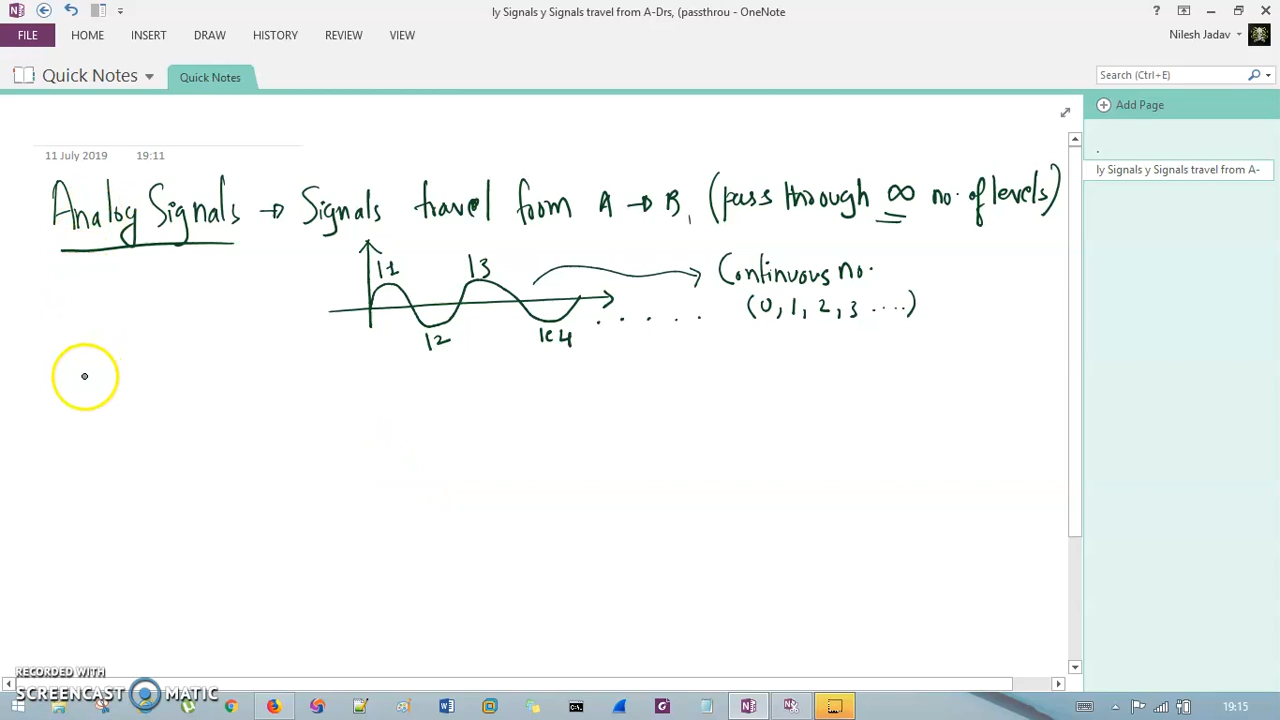 ly Signals y Signals travel from A-Drs, (passthrou - OneNote
FILE HOME INSERT DRAW HISTORY REVIEW VIEW
Nilesh Jadav
Quick Notes
Quick Notes
Search (Ctrl+E)
Add Page
.
ly Signals y Signals travel from A-
11 July 2019 19:11
Analog Signals → Signals travel from A → B, (pass through ∞ no. of levels)
l1 l3
Continuous no.
(0, 1, 2, 3 ....)
l2
RECORDED WITH
SCREENCAST MATIC
19:15